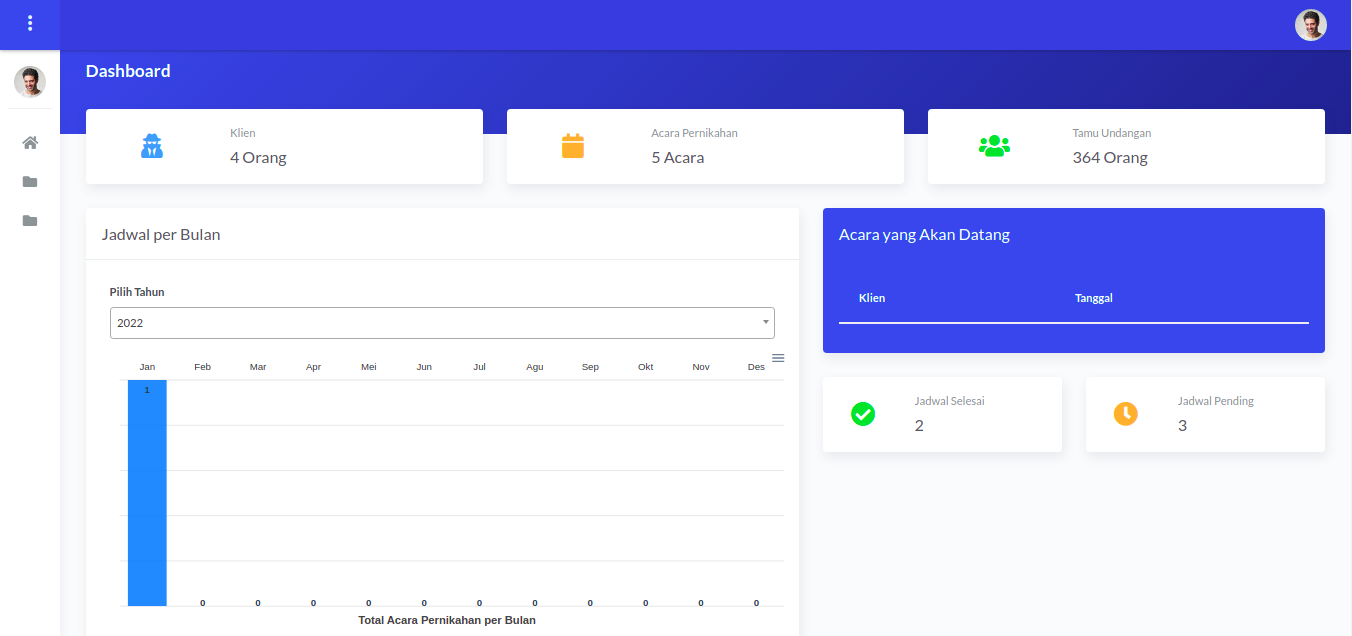 Dashboard
Klien
4 Orang
Acara Pernikahan
5 Acara
Tamu Undangan
364 Orang
Jadwal per Bulan
Pilih Tahun
2022
Jan Feb Mar Apr Mei Jun Jul Agu Sep Okt Nov Des
1
0 0 0 0 0 0 0 0 0 0 0
Total Acara Pernikahan per Bulan
Acara yang Akan Datang
Klien Tanggal
Jadwal Selesai
2
Jadwal Pending
3